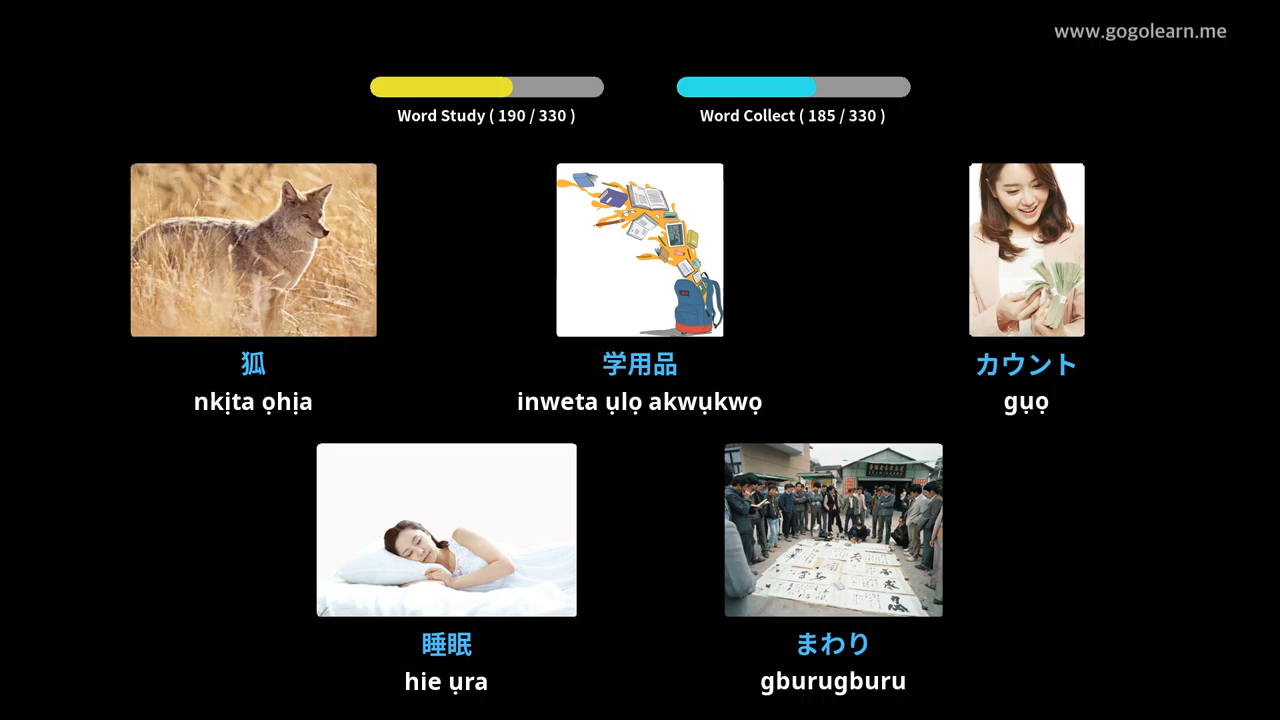 www.gogolearn.me
Word Study ( 190 / 330 )
Word Collect ( 185 / 330 )
狐
nkịta ọhịa
学用品
inweta ụlọ akwụkwọ
カウント
gụọ
睡眠
hie ụra
まわり
gburugburu